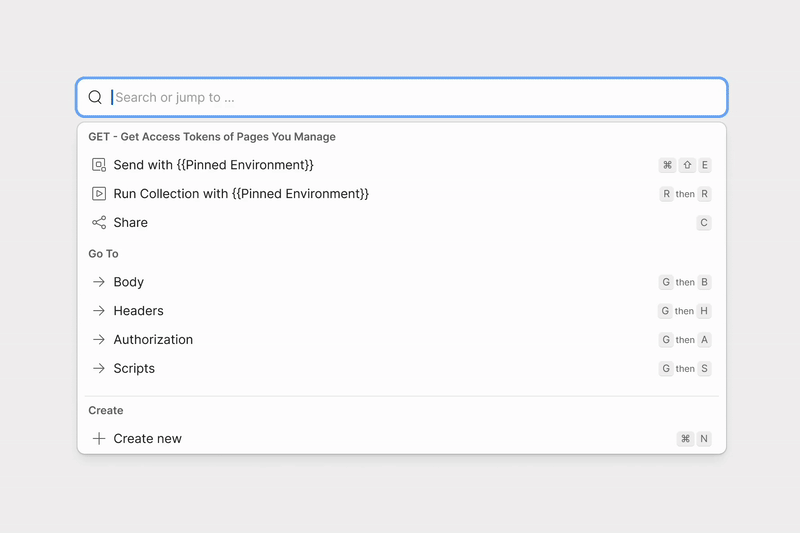 Search or jump to ...
GET - Get Access Tokens of Pages You Manage
Send with {{Pinned Environment}} ⌘ ⇧ E
Run Collection with {{Pinned Environment}} R then R
Share C
Go To
Body G then B
Headers G then H
Authorization G then A
Scripts G then S
Create
Create new ⌘ N